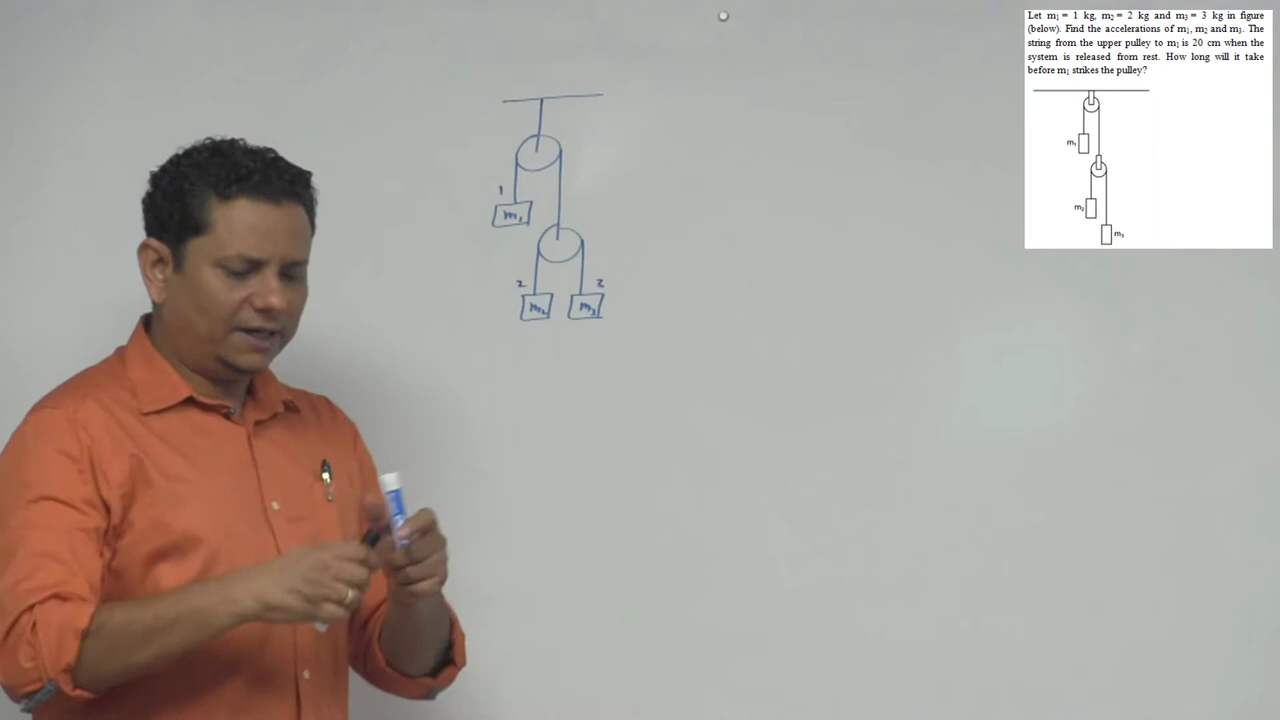 Let m₁ = 1 kg, m₂ = 2 kg and m₃ = 3 kg in figure
(below). Find the accelerations of m₁, m₂ and m₃. The
string from the upper pulley to m₁ is 20 cm when the
system is released from rest. How long will it take
before m₁ strikes the pulley?
m₁
m₂
m₃
1
m₁
2 2
m₂ m₃